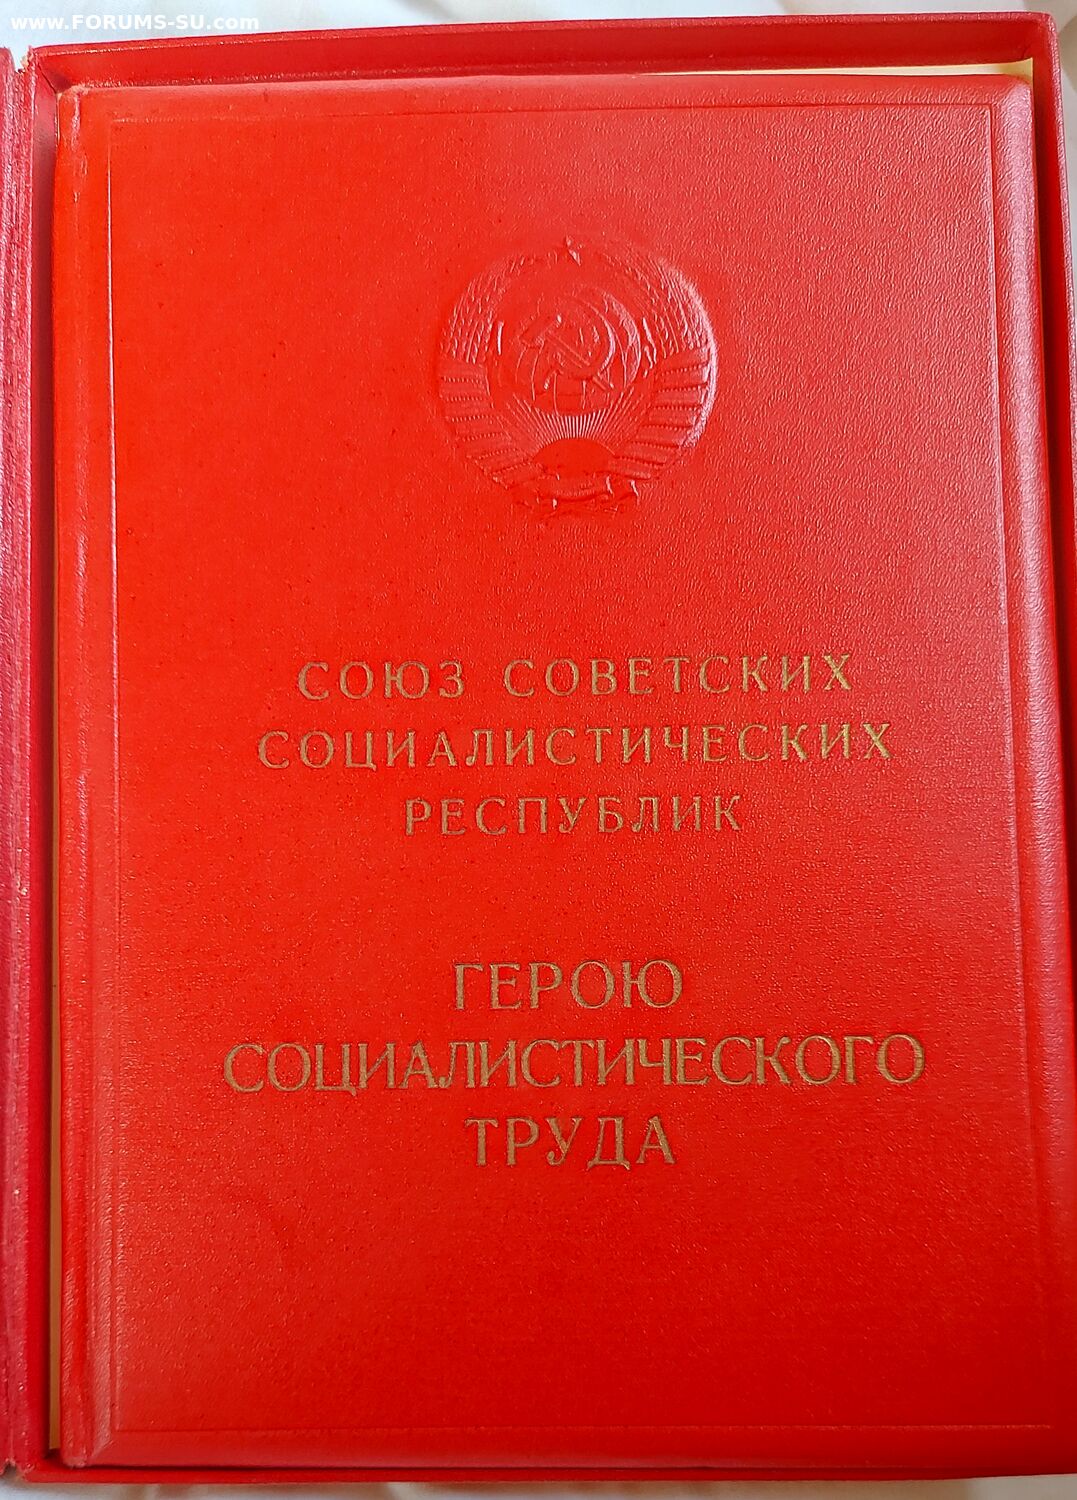 www.FORUMS-SU.com
СОЮЗ СОВЕТСКИХ
СОЦИАЛИСТИЧЕСКИХ
РЕСПУБЛИК
ГЕРОЮ
СОЦИАЛИСТИЧЕСКОГО
ТРУДА